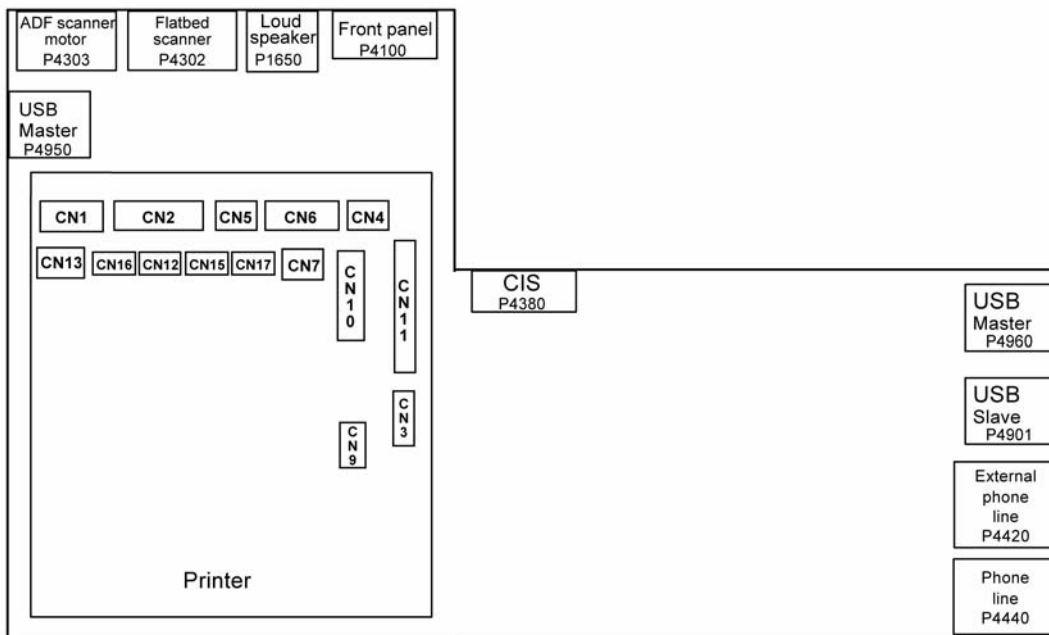 ADF scanner
motor
P4303
Flatbed
scanner
P4302
Loud
speaker
P1650
Front panel
P4100
USB
Master
P4950
CN1
CN2
CN5
CN6
CN4
CN13
CN16
CN12
CN15
CN17
CN7
CN10
CN11
CN3
CN9
Printer
CIS
P4380
USB
Master
P4960
USB
Slave
P4901
External
phone
line
P4420
Phone
line
P4440